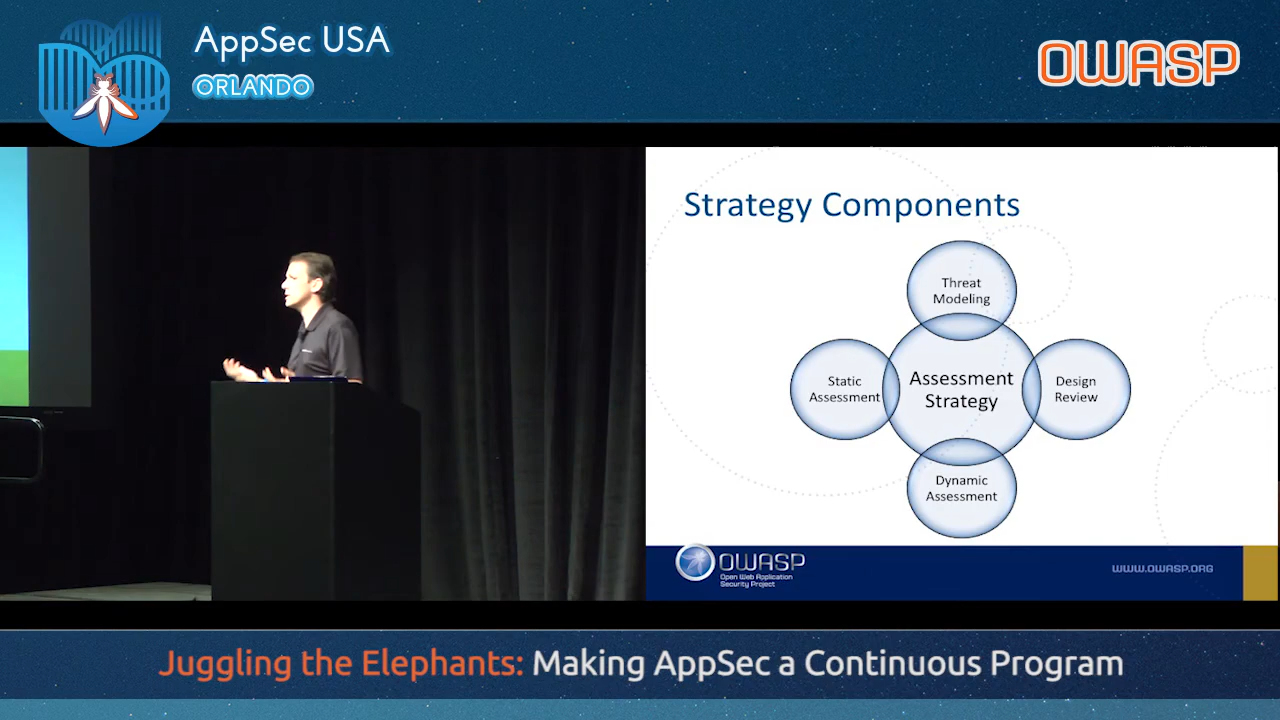 AppSec USA
ORLANDO
OWASP
Strategy Components
Threat
Modeling
Static
Assessment
Assessment
Strategy
Design
Review
Dynamic
Assessment
OWASP
Open Web Application
Security Project
WWW.OWASP.ORG
Juggling the Elephants: Making AppSec a Continuous Program